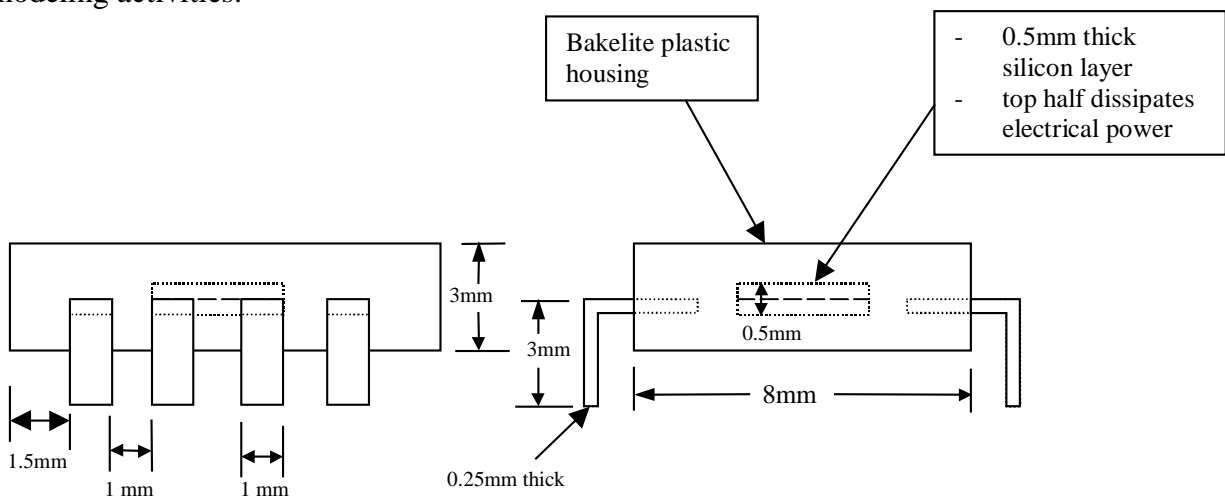 modeling activities.
Bakelite plastic
housing
- 0.5mm thick
silicon layer
- top half dissipates
electrical power
3mm
3mm
0.5mm
8mm
1.5mm
1 mm
1 mm
0.25mm thick